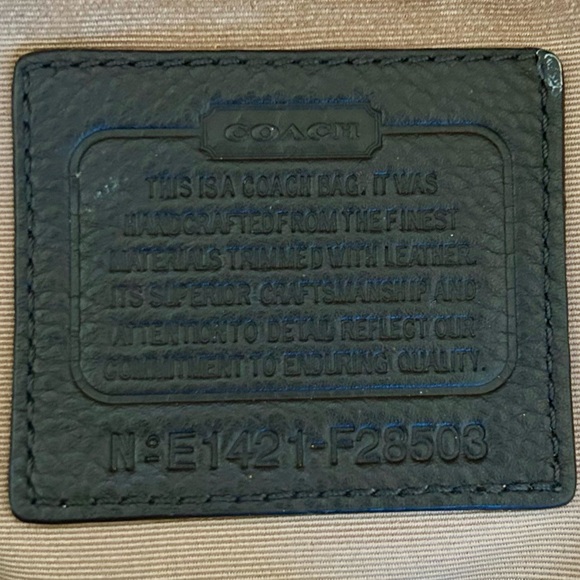 COACH
THIS IS A COACH BAG. IT WAS
HANDCRAFTED FROM THE FINEST
MATERIALS TRIMMED WITH LEATHER.
ITS SUPERIOR CRAFTSMANSHIP AND
ATTENTION TO DETAIL REFLECT OUR
COMMITMENT TO ENDURING QUALITY.
Nº E1421-F28503